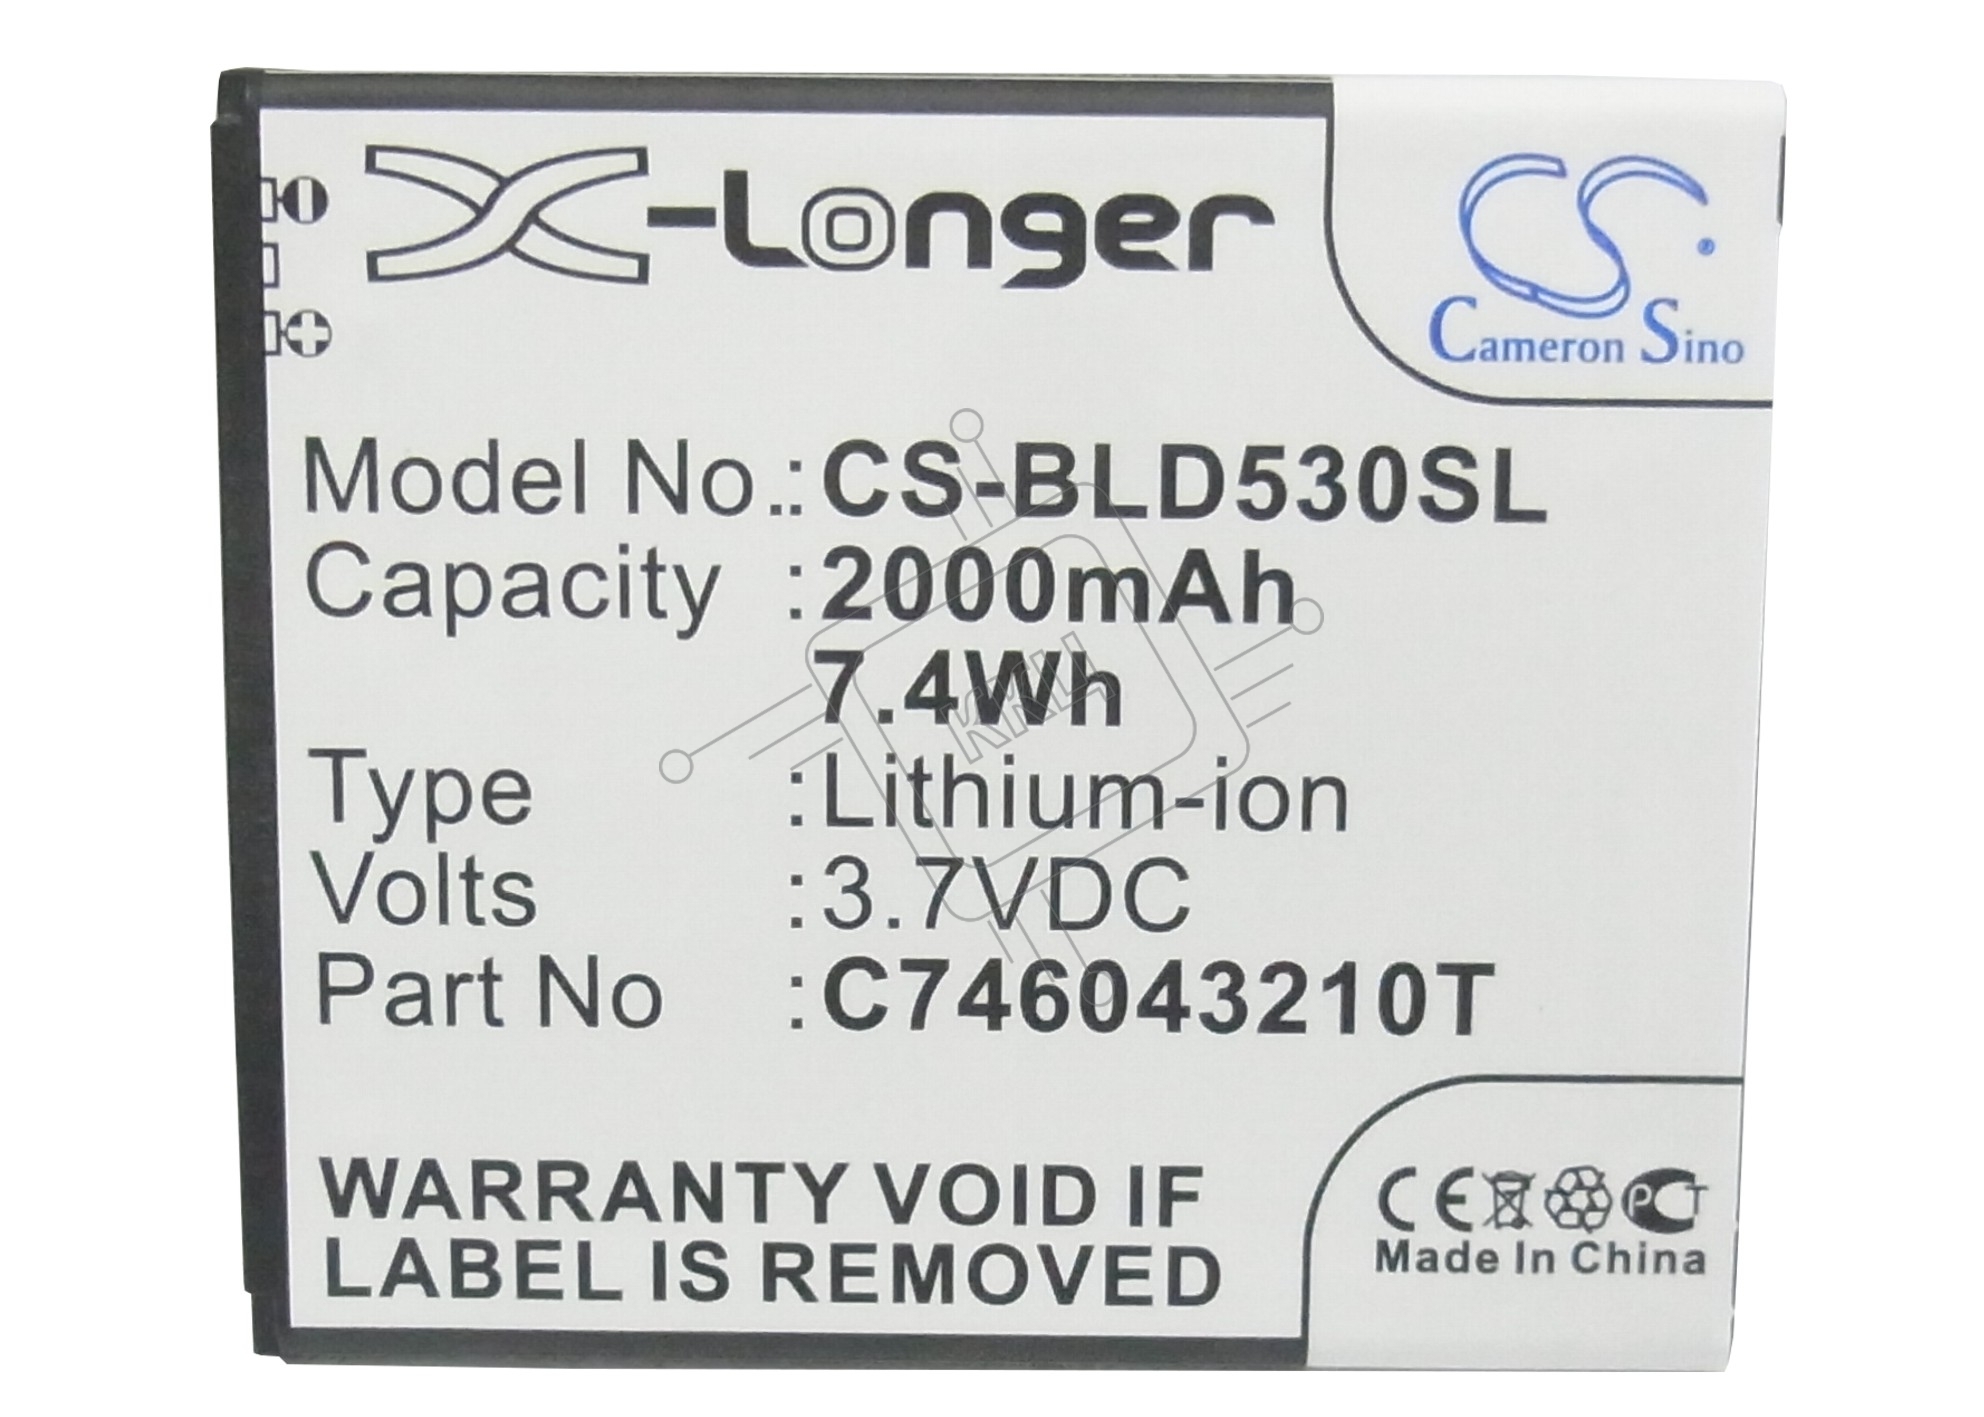 X-Longer
CS®
Cameron Sino
Model No.: CS-BLD530SL
Capacity : 2000mAh
7.4Wh
Type : Lithium-ion
Volts : 3.7VDC
Part No : C746043210T
WARRANTY VOID IF
LABEL IS REMOVED
CE PCT
Made In China
ККЦ